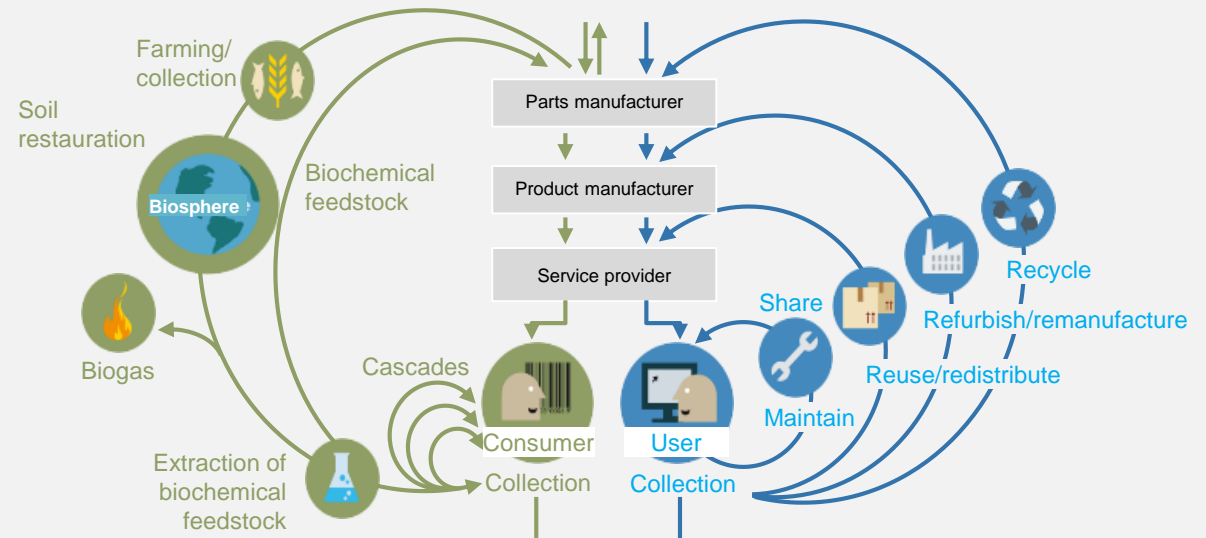 Farming/
collection
Soil
restauration
Biosphere
Biochemical
feedstock
Biogas
Cascades
Extraction of
biochemical
feedstock
Parts manufacturer
Product manufacturer
Service provider
Consumer
Collection
User
Collection
Share
Maintain
Reuse/redistribute
Refurbish/remanufacture
Recycle